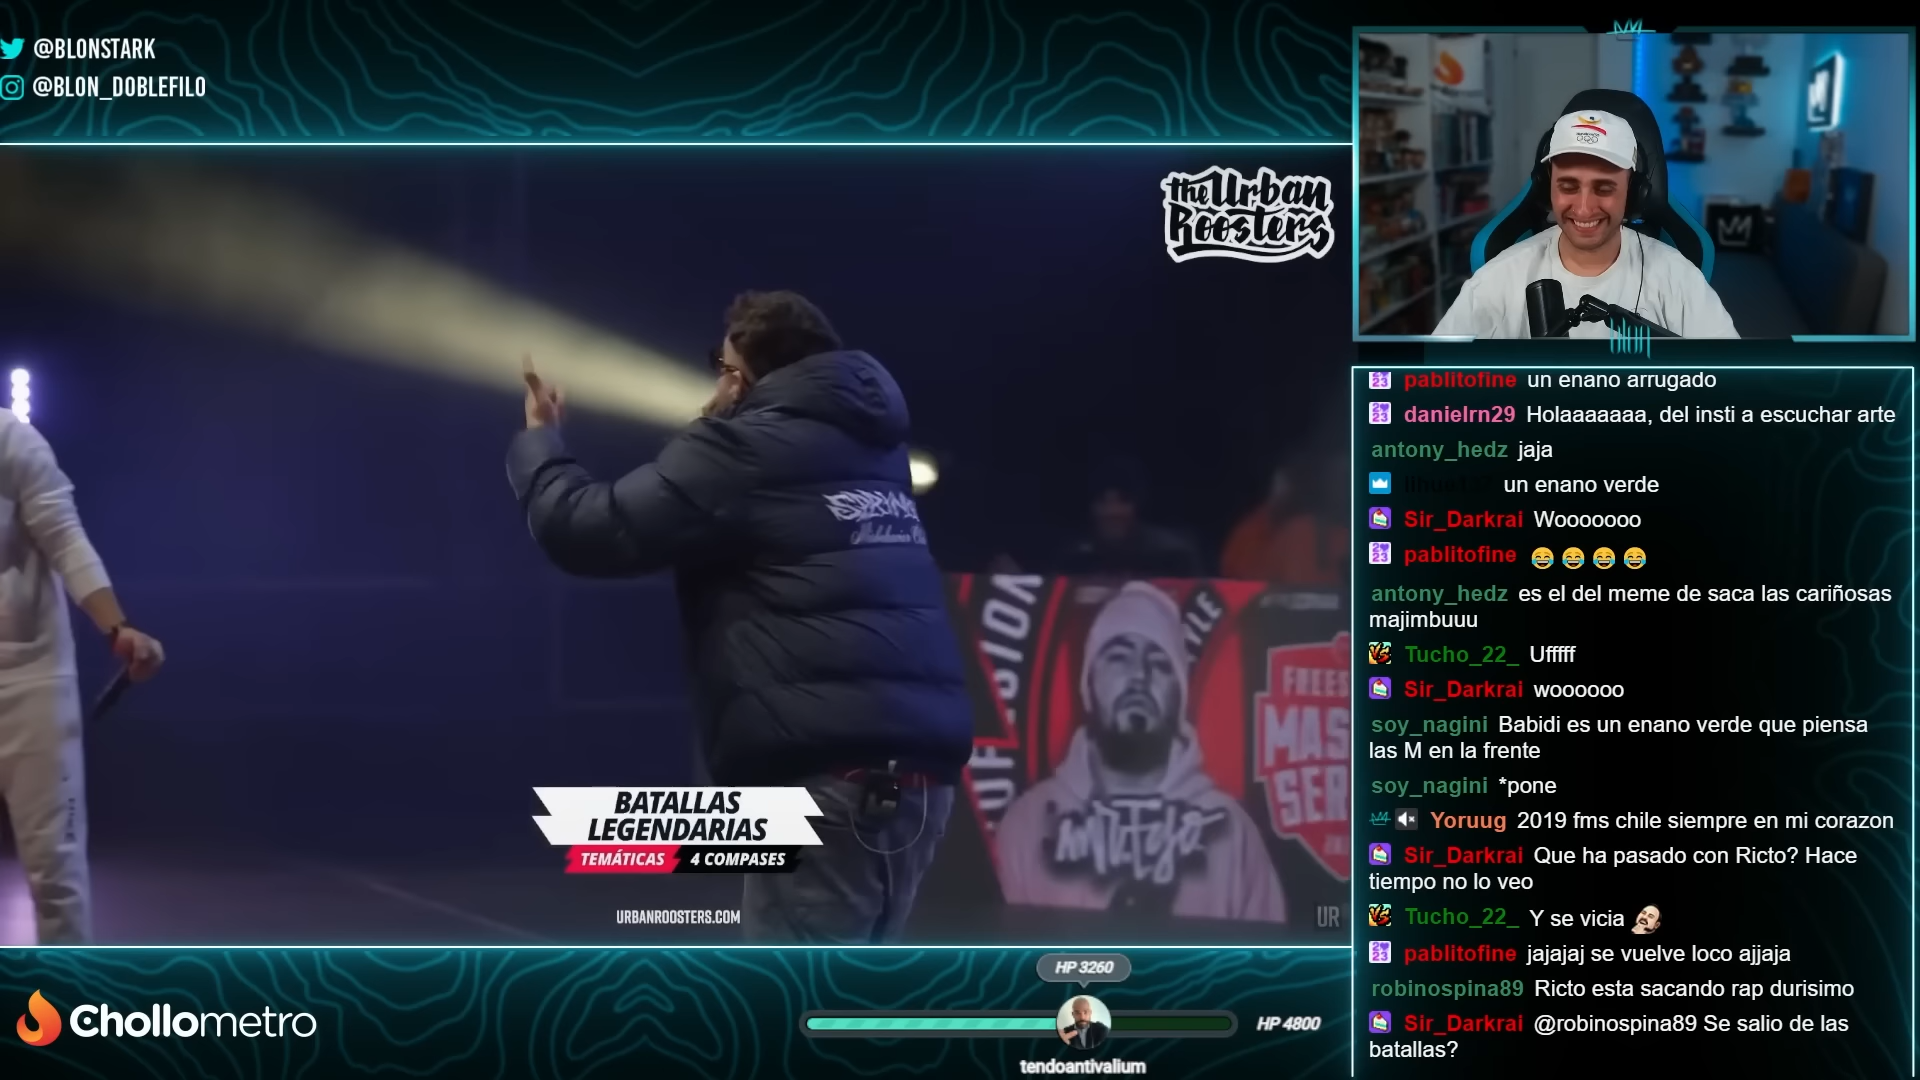 @BLONSTARK
@BLON_DOBLEFILO
the Urban
Roosters
BATALLAS
LEGENDARIAS
TEMÁTICAS 4 COMPASES
URBANROOSTERS.COM
UR
FREES
MAS
SER
Chollometro
HP 3260
HP 4800
tendoantivalium
pablitofine un enano arrugado
danielrn29 Holaaaaaaa, del insti a escuchar arte
antony_hedz jaja
un enano verde
Sir_Darkrai Wooooooo
pablitofine 😂 😂 😂 😂
antony_hedz es el del meme de saca las cariñosas
majimbuuu
Tucho_22_ Ufffff
Sir_Darkrai woooooo
soy_nagini Babidi es un enano verde que piensa
las M en la frente
soy_nagini *pone
Yoruug 2019 fms chile siempre en mi corazon
Sir_Darkrai Que ha pasado con Ricto? Hace
tiempo no lo veo
Tucho_22_ Y se vicia
pablitofine jajajaj se vuelve loco ajjaja
robinospina89 Ricto esta sacando rap durisimo
Sir_Darkrai @robinospina89 Se salio de las
batallas?